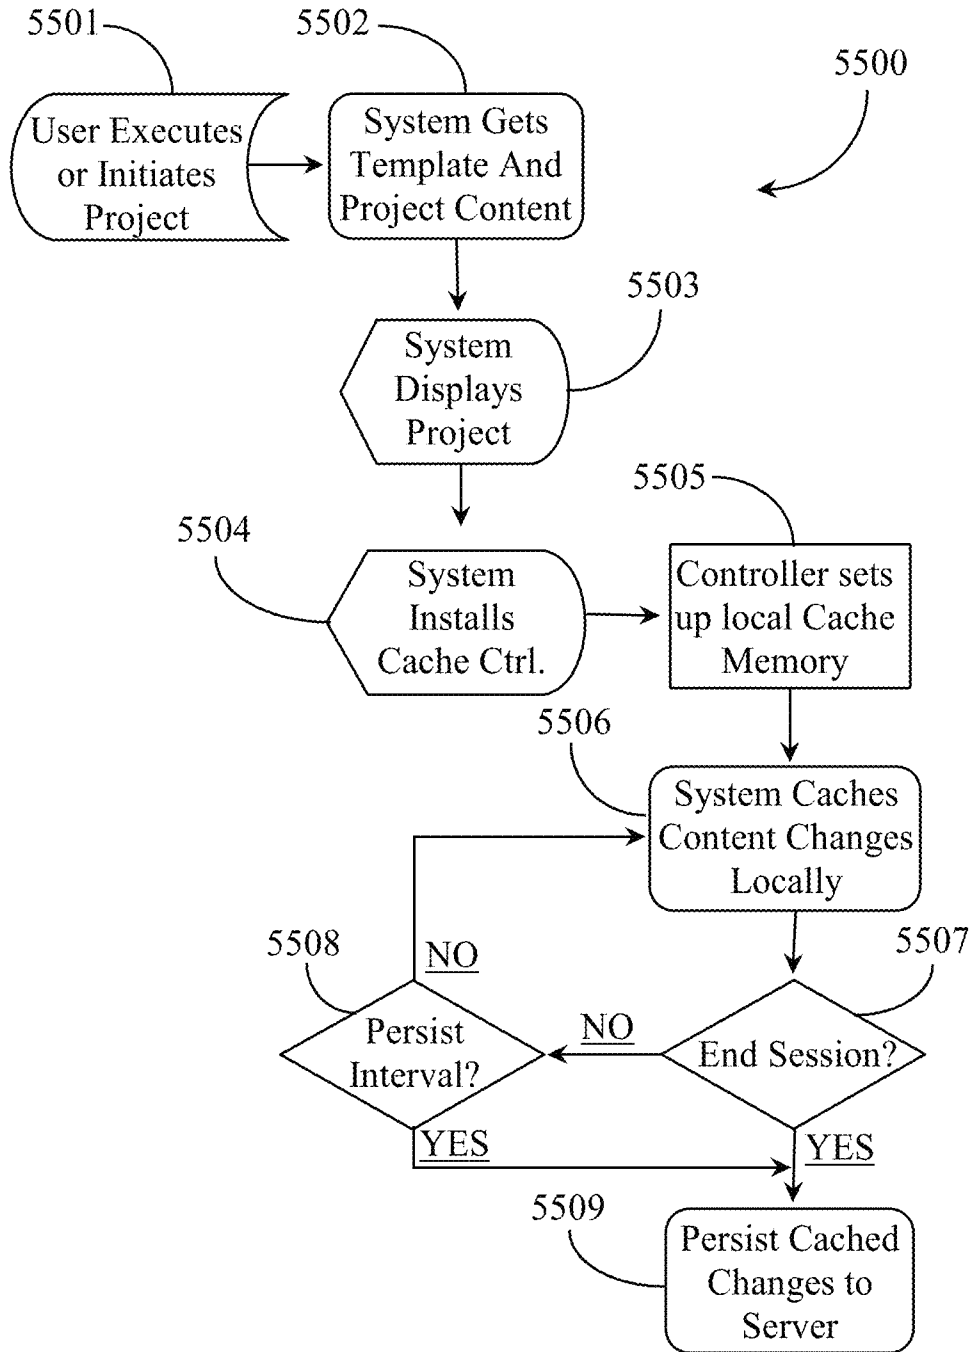 5501
5502
5500
User Executes
or Initiates
Project
System Gets
Template And
Project Content
5503
System
Displays
Project
5504
5505
System
Installs
Cache Ctrl.
Controller sets
up local Cache
Memory
5506
System Caches
Content Changes
Locally
5508
NO
5507
Persist
Interval?
NO
End Session?
YES
YES
5509
Persist Cached
Changes to
Server